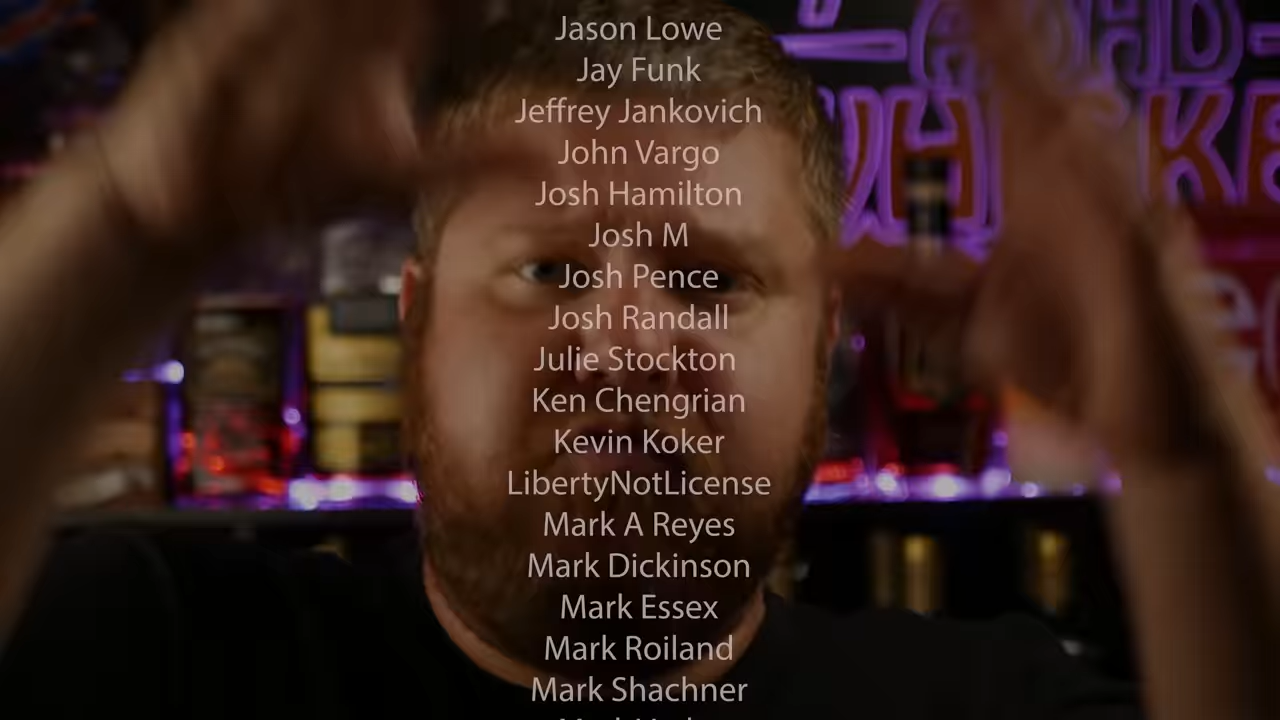 Jason Lowe
Jay Funk
Jeffrey Jankovich
John Vargo
Josh Hamilton
Josh M
Josh Pence
Josh Randall
Julie Stockton
Ken Chengrian
Kevin Koker
LibertyNotLicense
Mark A Reyes
Mark Dickinson
Mark Essex
Mark Roiland
Mark Shachner